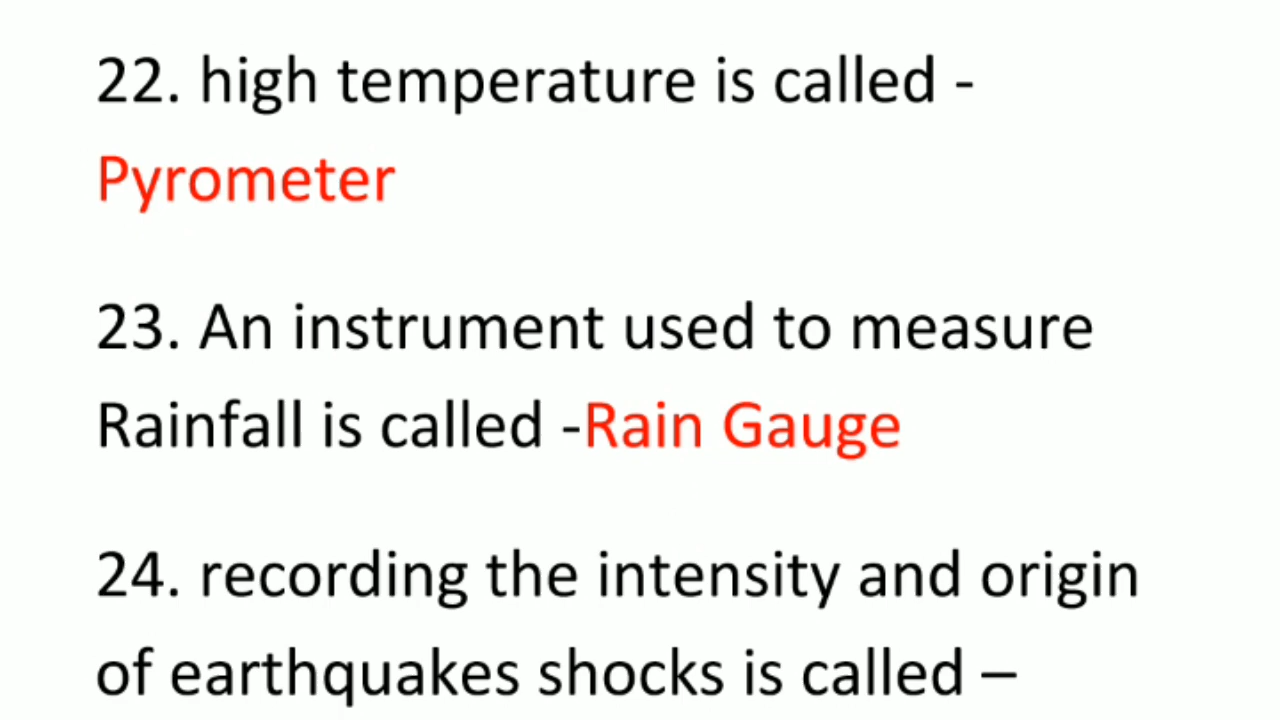 22. high temperature is called -
Pyrometer
23. An instrument used to measure
Rainfall is called -Rain Gauge
24. recording the intensity and origin
of earthquakes shocks is called –